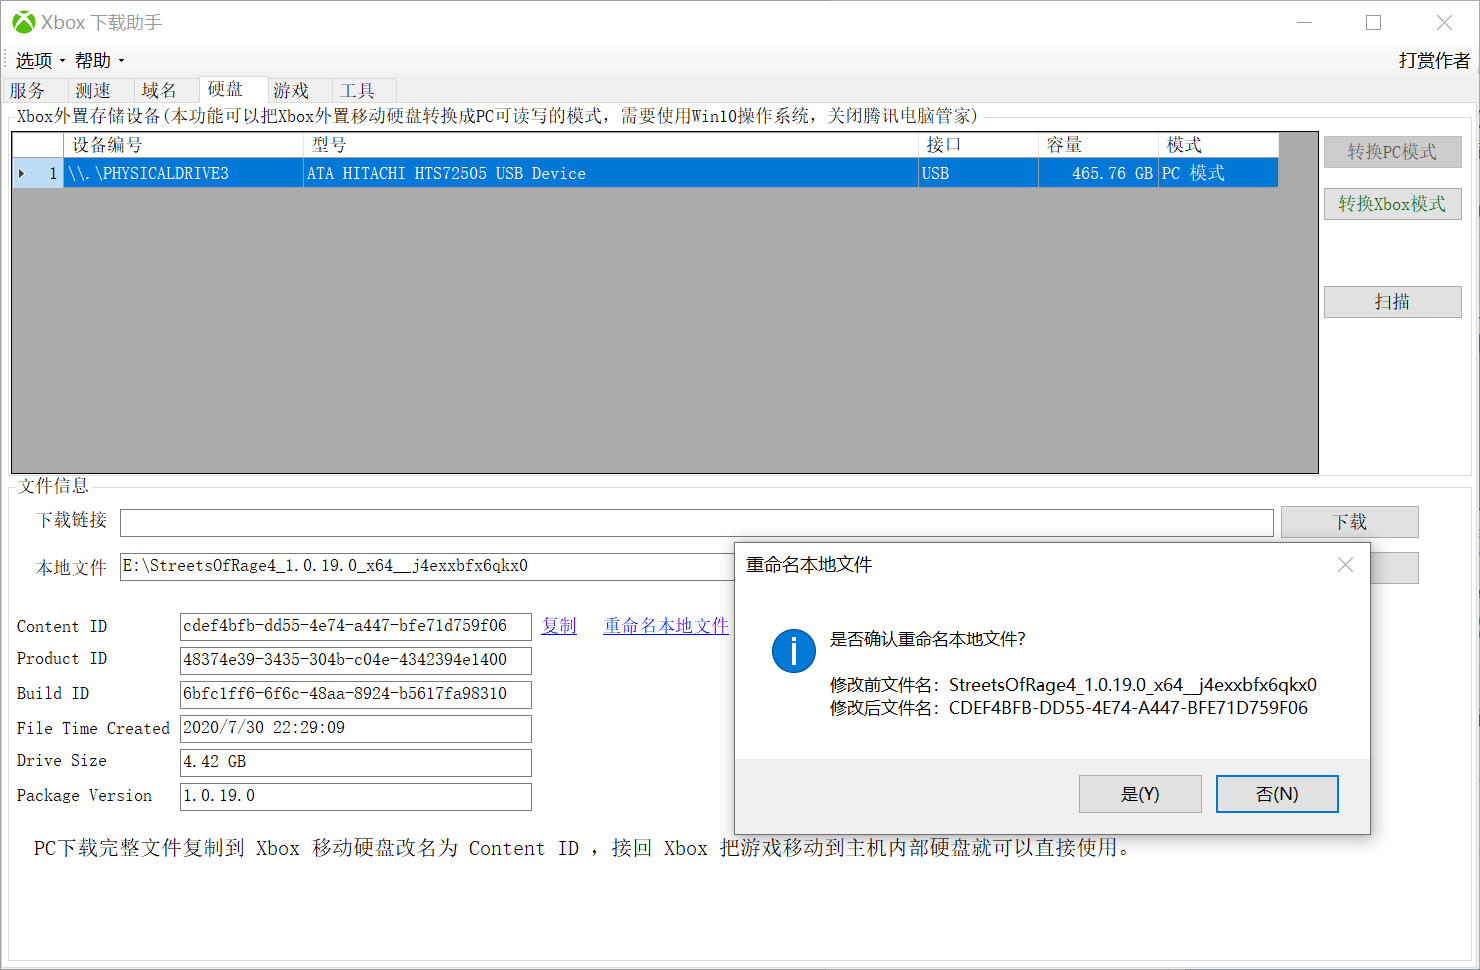 Xbox 下载助手
选项 帮助 打赏作者
服务 测速 域名 硬盘 游戏 工具
Xbox外置存储设备(本功能可以把Xbox外置移动硬盘转换成PC可读写的模式，需要使用Win10操作系统，关闭腾讯电脑管家)
设备编号 型号 接口 容量 模式
1 \\.\PHYSICALDRIVE3 ATA HITACHI HTS72505 USB Device USB 465.76 GB PC 模式
转换PC模式
转换Xbox模式
扫描
文件信息
下载链接 下载
本地文件 E:\StreetsOfRage4_1.0.19.0_x64__j4exxbfx6qkx0
Content ID cdef4bfb-dd55-4e74-a447-bfe71d759f06 复制 重命名本地文件
Product ID 48374e39-3435-304b-c04e-4342394e1400
Build ID 6bfc1ff6-6f6c-48aa-8924-b5617fa98310
File Time Created 2020/7/30 22:29:09
Drive Size 4.42 GB
Package Version 1.0.19.0
PC下载完整文件复制到 Xbox 移动硬盘改名为 Content ID ，接回 Xbox 把游戏移动到主机内部硬盘就可以直接使用。
重命名本地文件
是否确认重命名本地文件?
修改前文件名：StreetsOfRage4_1.0.19.0_x64__j4exxbfx6qkx0
修改后文件名：CDEF4BFB-DD55-4E74-A447-BFE71D759F06
是(Y) 否(N)